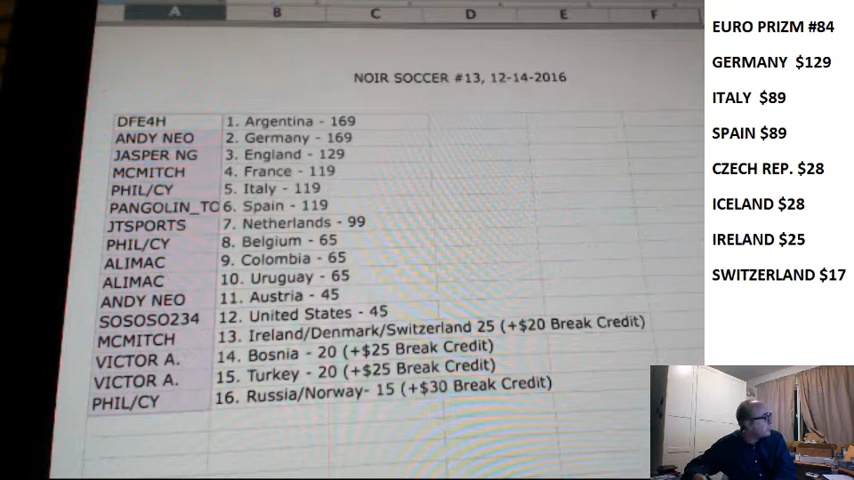 A B C D E F
NOIR SOCCER #13, 12-14-2016
DFE4H 1. Argentina - 169
ANDY NEO 2. Germany - 169
JASPER NG 3. England - 129
MCMITCH 4. France - 119
PHIL/CY 5. Italy - 119
PANGOLIN_TO 6. Spain - 119
JTSPORTS 7. Netherlands - 99
PHIL/CY 8. Belgium - 65
ALIMAC 9. Colombia - 65
ALIMAC 10. Uruguay - 65
ANDY NEO 11. Austria - 45
SOSOSO234 12. United States - 45
MCMITCH 13. Ireland/Denmark/Switzerland 25 (+$20 Break Credit)
VICTOR A. 14. Bosnia - 20 (+$25 Break Credit)
VICTOR A. 15. Turkey - 20 (+$25 Break Credit)
PHIL/CY 16. Russia/Norway- 15 (+$30 Break Credit)
EURO PRIZM #84
GERMANY $129
ITALY $89
SPAIN $89
CZECH REP. $28
ICELAND $28
IRELAND $25
SWITZERLAND $17